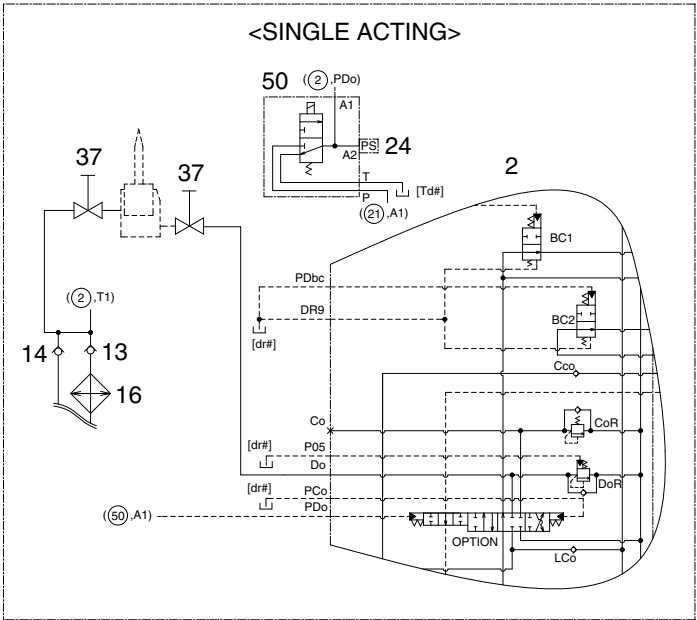 <SINGLE ACTING>
50 (2,PDo)
A1
PS 24
A2
T
[Td#]
P
(21,A1)
2
37
37
BC1
PDbc
DR9
[dr#]
BC2
(2,T1)
14 13
16
Cco
Co
CoR
[dr#] P05
Do
DoR
[dr#] PCo
PDo
(50,A1)
OPTION
LCo